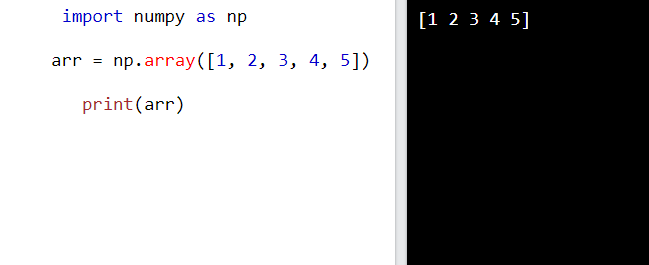 import numpy as np
arr = np.array([1, 2, 3, 4, 5])
print(arr)
[1 2 3 4 5]